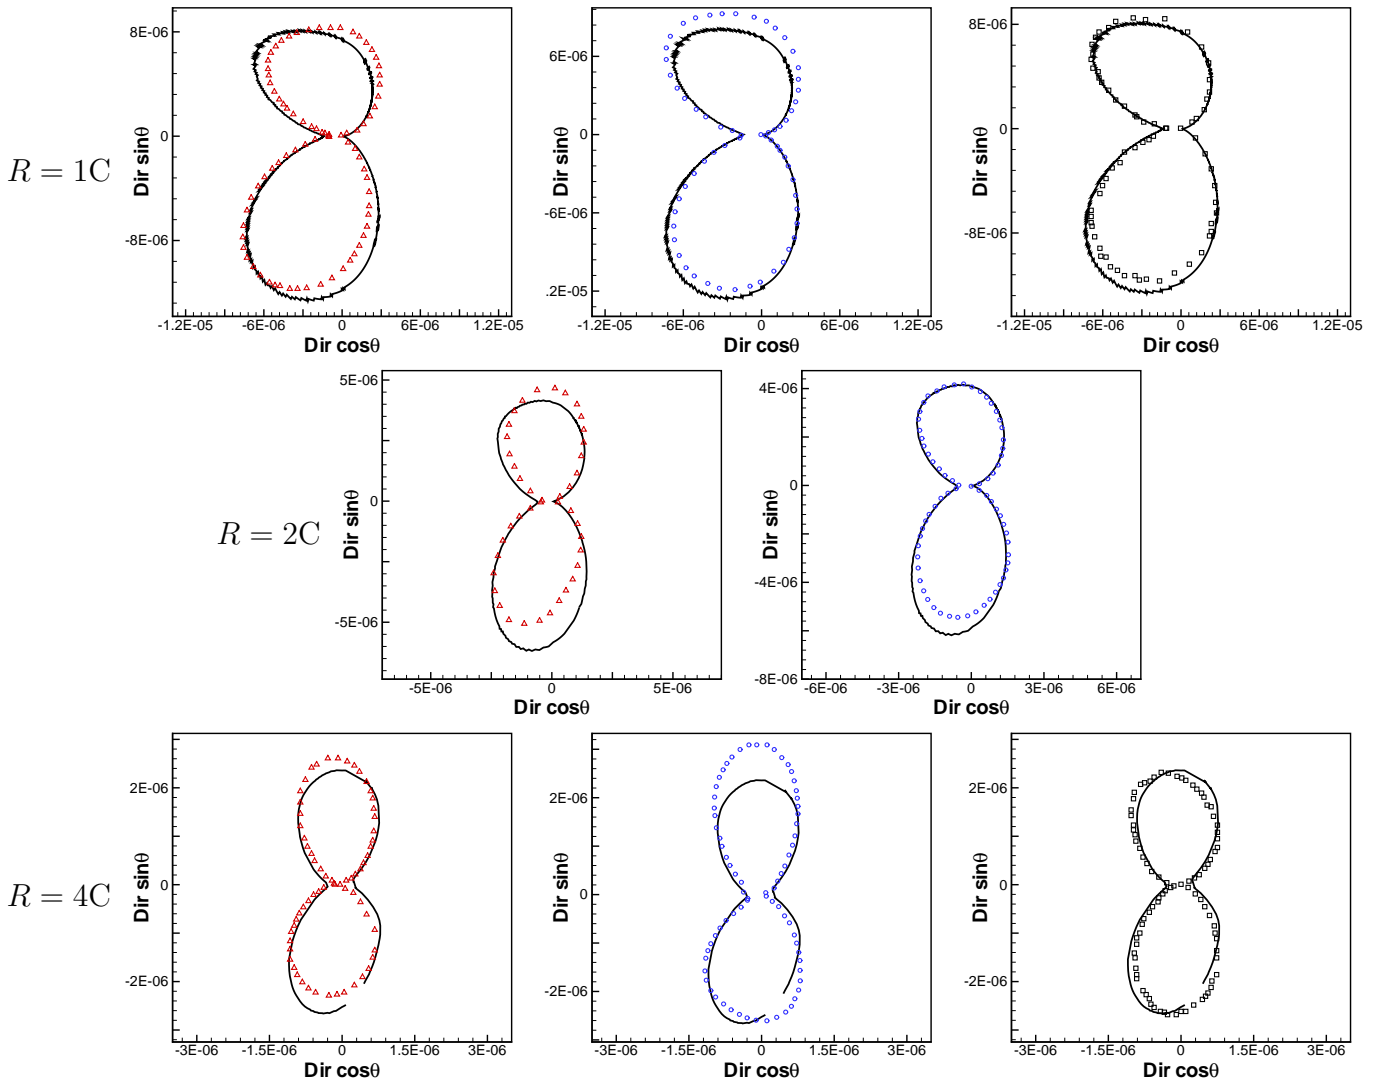 R = 1C
Dir sinθ
8E-06
0
-8E-06
-1.2E-05
-6E-06
0
6E-06
1.2E-05
Dir cosθ
Dir sinθ
6E-06
0
-6E-06
.2E-05
-1.2E-05
-6E-06
0
6E-06
1.2E-05
Dir cosθ
Dir sinθ
8E-06
0
-8E-06
-1.2E-05
-6E-06
0
6E-06
1.2E-05
Dir cosθ
R = 2C
Dir sinθ
5E-06
0
-5E-06
-5E-06
0
5E-06
Dir cosθ
Dir sinθ
4E-06
0
-4E-06
-8E-06
-6E-06
-3E-06
0
3E-06
6E-06
Dir cosθ
R = 4C
Dir sinθ
2E-06
0
-2E-06
-3E-06
-1.5E-06
0
1.5E-06
3E-06
Dir cosθ
Dir sinθ
2E-06
0
-2E-06
-3E-06
-1.5E-06
0
1.5E-06
3E-06
Dir cosθ
Dir sinθ
2E-06
0
-2E-06
-3E-06
-1.5E-06
0
1.5E-06
3E-06
Dir cosθ